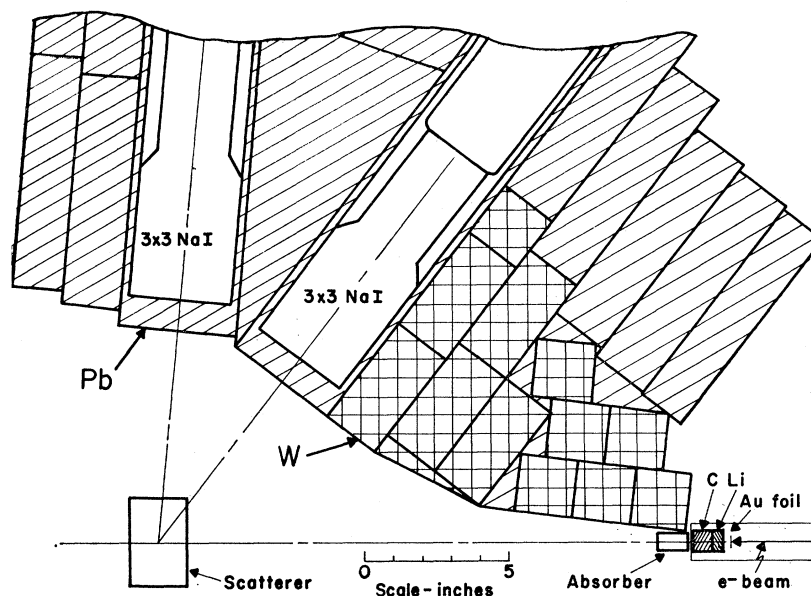 3x3 NaI
3x3 NaI
Pb
W
C Li
Au foil
Scatterer
0 5
Scale-inches
Absorber
e-beam